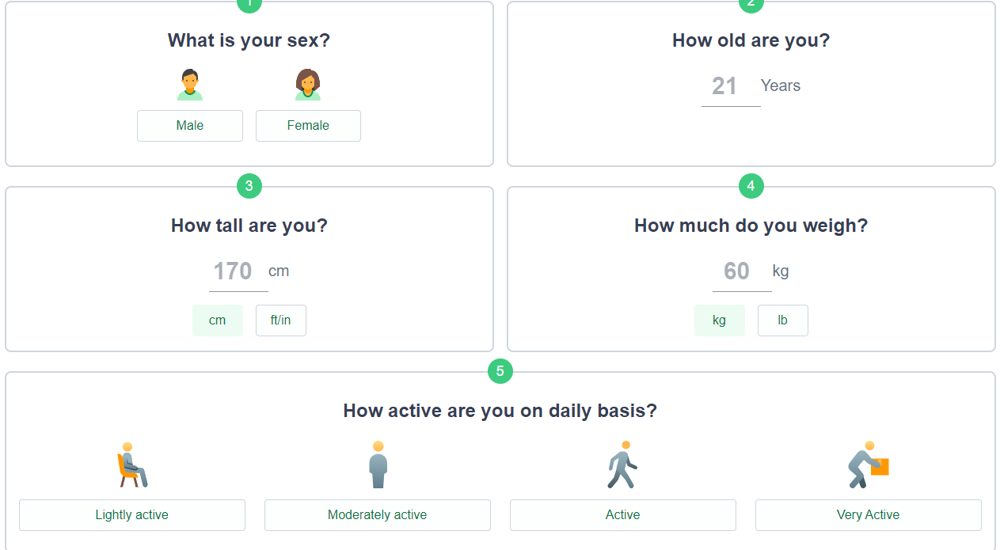 1
What is your sex?
Male
Female
2
How old are you?
21 Years
3
How tall are you?
170 cm
cm
ft/in
4
How much do you weigh?
60 kg
kg
lb
5
How active are you on daily basis?
Lightly active
Moderately active
Active
Very Active